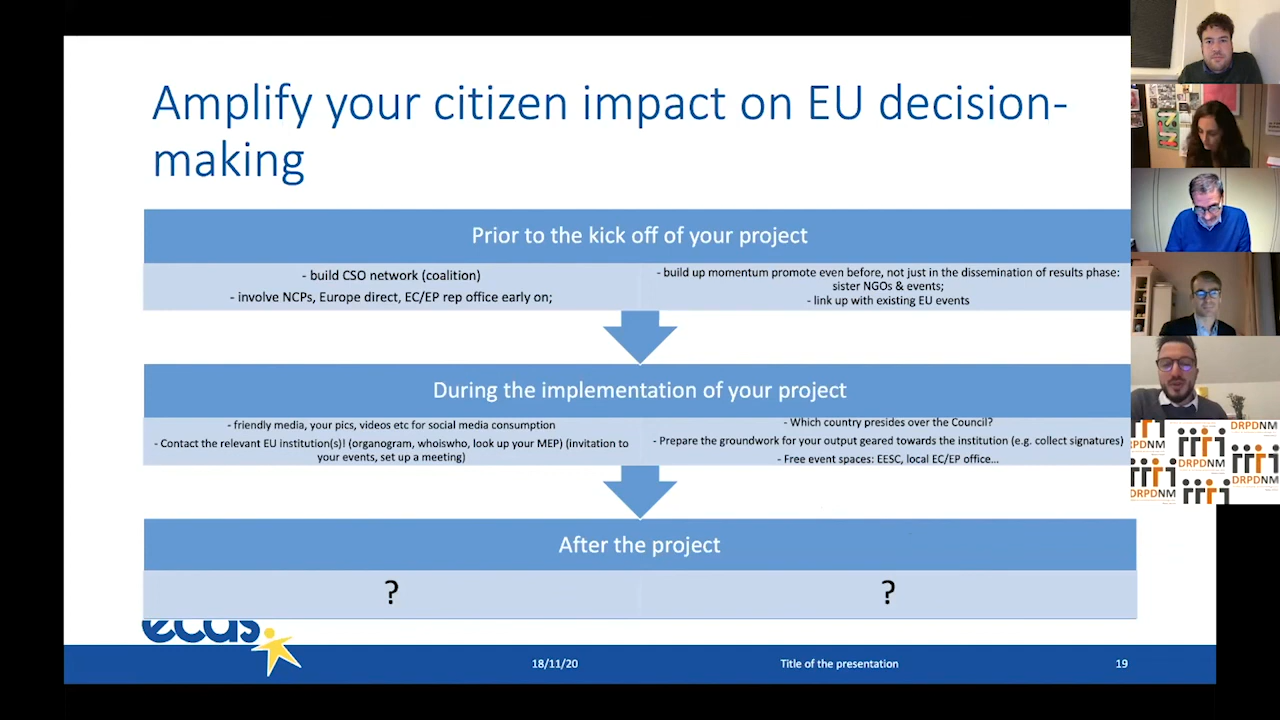 Amplify your citizen impact on EU decision-
making
Prior to the kick off of your project
- build CSO network (coalition)
- involve NCPs, Europe direct, EC/EP rep office early on;
- build up momentum promote even before, not just in the dissemination of results phase:
sister NGOs & events;
- link up with existing EU events
During the implementation of your project
- friendly media, your pics, videos etc for social media consumption
- Contact the relevant EU institution(s)! (organogram, whoiswho, look up your MEP) (invitation to
your events, set up a meeting)
- Which country presides over the Council?
- Prepare the groundwork for your output geared towards the institution (e.g. collect signatures)
- Free event spaces: EESC, local EC/EP office...
After the project
?
?
ecas
18/11/20
Title of the presentation
19
DRPDNM
DRPDNM
DRPDNM
DRPDNM
DRPDNM